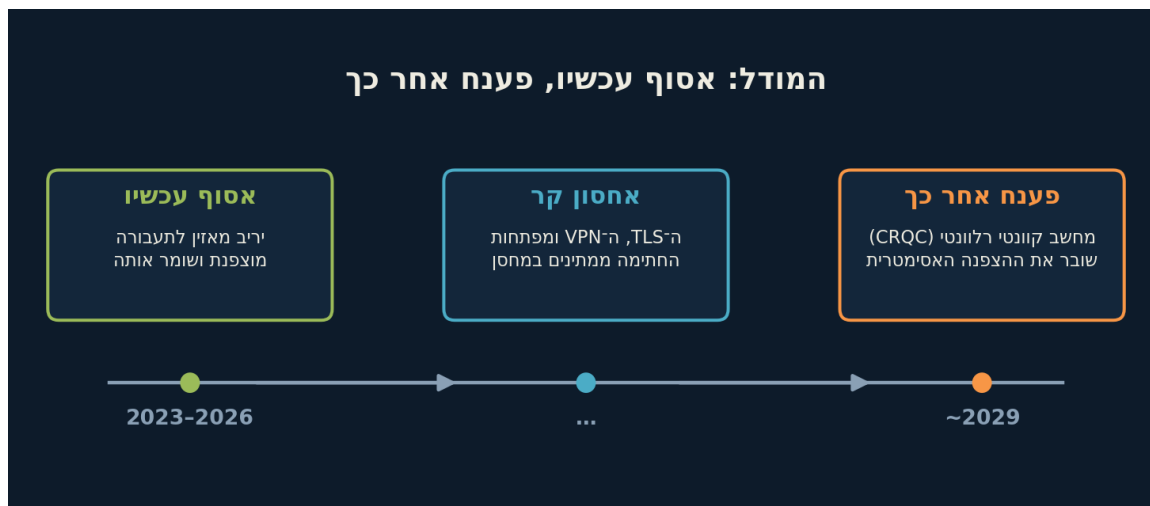 המודל: אסוף עכשיו, פענח אחר כך
אסוף עכשיו
יריב מאזין לתעבורה
מוצפנת ושומר אותה
אחסון קר
ה־TLS, ה־VPN ומפתחות
החתימה ממתינים במחסן
פענח אחר כך
מחשב קוונטי רלוונטי (CRQC)
שובר את ההצפנה האסימטרית
2023–2026
...
~2029